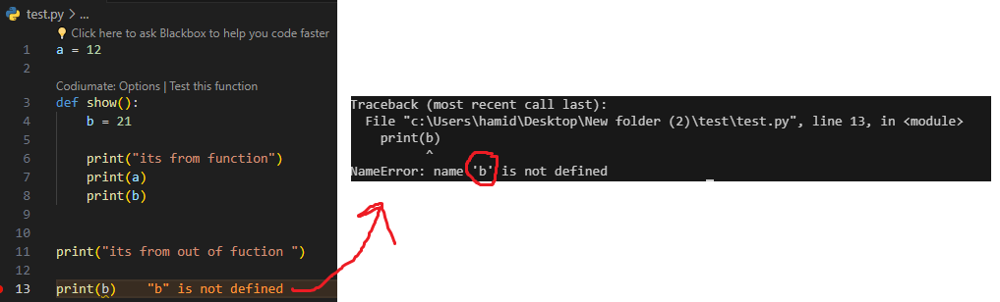 test.py > ...
Click here to ask Blackbox to help you code faster
1 a = 12
2
Codiumate: Options | Test this function
3 def show():
4 b = 21
5
6 print("its from function")
7 print(a)
8 print(b)
9
10
11 print("its from out of fuction ")
12
13 print(b) "b" is not defined
Traceback (most recent call last):
File "c:\Users\hamid\Desktop\New folder (2)\test\test.py", line 13, in <module>
print(b)
^
NameError: name 'b' is not defined